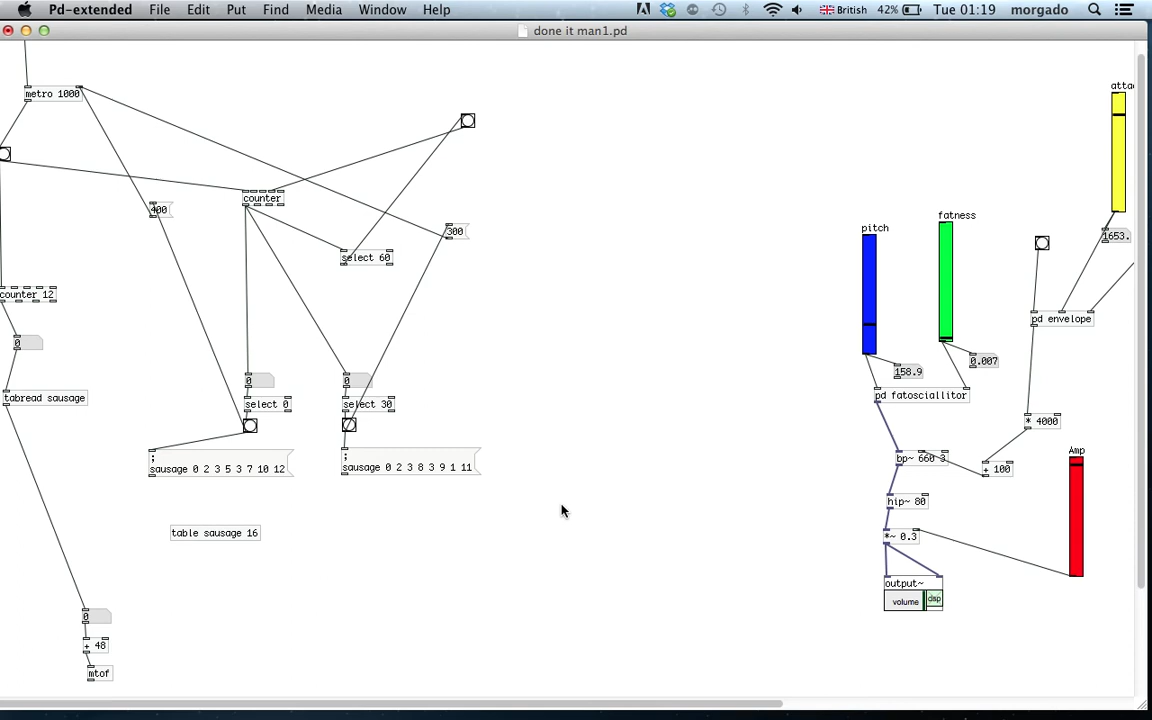 Pd-extended File Edit Put Find Media Window Help
British 42% Tue 01:19 morgado
done it man1.pd
metro 1000
400
counter
select 60
300
counter 12
0
tabread sausage
0
select 0
0
select 30
;
sausage 0 2 3 5 3 7 10 12
;
sausage 0 2 3 8 3 9 1 11
table sausage 16
0
+ 48
mtof
pitch
fatness
attac
1653.
pd envelope
158.9
0.007
pd fatosciallitor
* 4000
+ 100
bp~ 660 3
hip~ 80
*~ 0.3
Amp
output~
volume
dsp